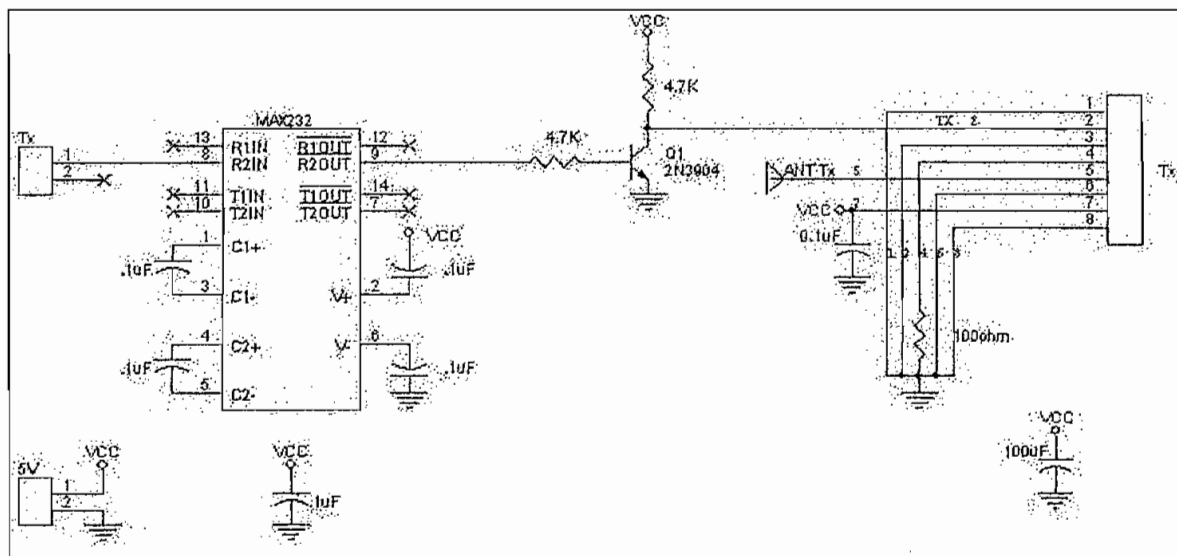 VCC
4.7K
MAX232
Tx
1
2
13
R1IN
R1OUT
12
8
R2IN
R2OUT
9
11
T1IN
T1OUT
14
10
T2IN
T2OUT
7
4.7K
Q1
2N3904
1
TX 2
2
3
4
ANT Tx 5
5
6
VCC 7
7
8
Tx
0.1uF
1
4
6
8
100ohm
VCC
1
C1+
.1uF
3
C1-
2
V+
.1uF
4
C2+
.1uF
5
C2-
6
V-
.1uF
5V
1
2
VCC
VCC
1uF
VCC
100uF